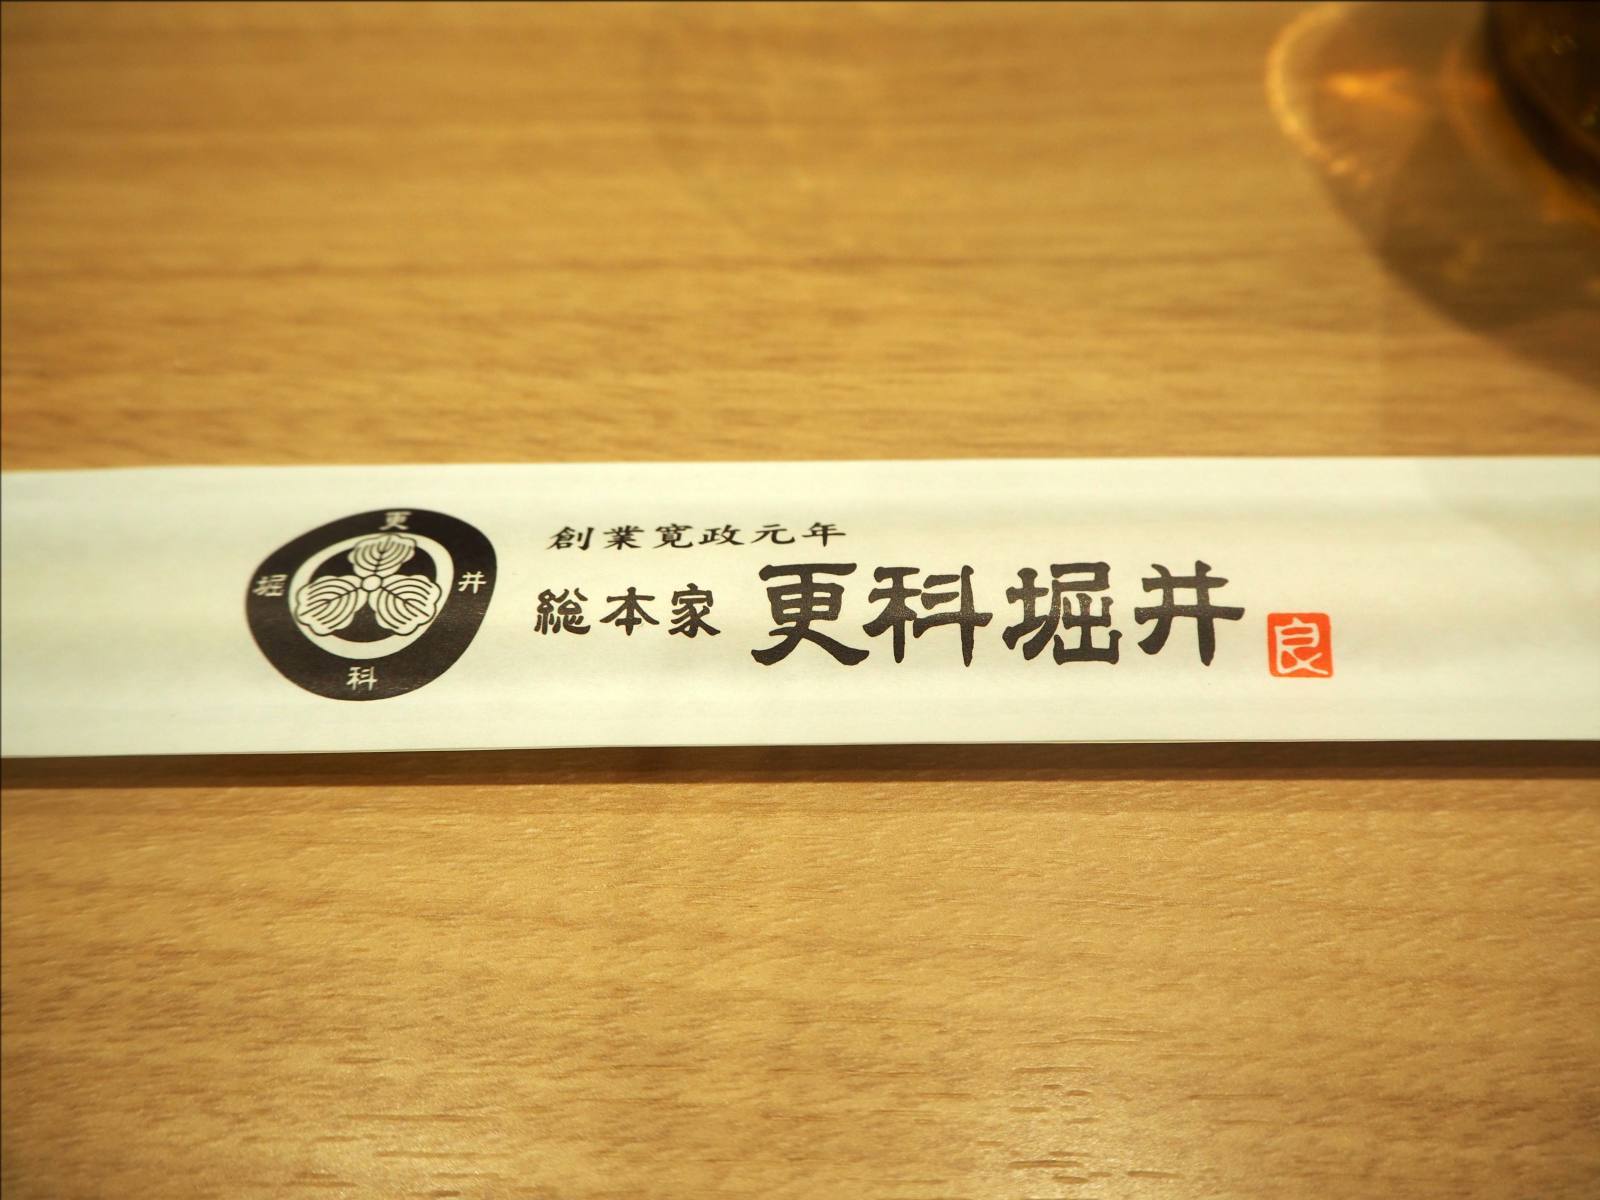 更
堀 井
科
創業寛政元年
総本家 更科堀井 良